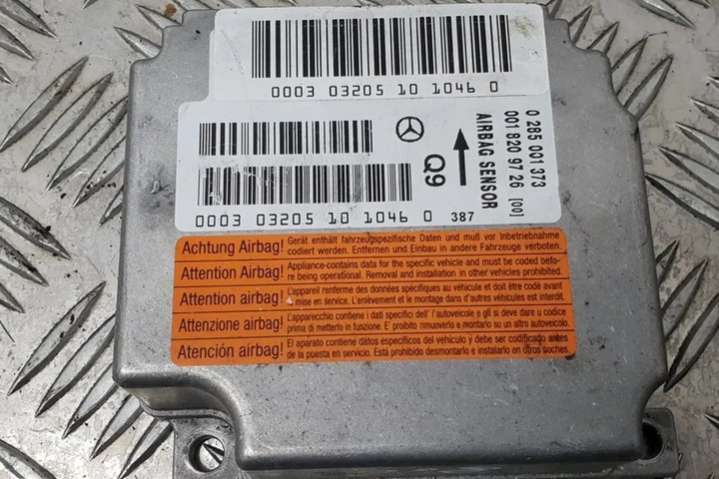 0003 03205 10 1046 0
0 285 001 373
001 820 97 26 [00]
AIRBAG SENSOR
Q9
0003 03205 10 1046 0 387
Achtung Airbag! Gerät enthält fahrzeugspezifische Daten und muß vor Inbetriebnahme
codiert werden. Entfernen und Einbau in andere Fahrzeuge verboten.
Attention Airbag! Appliance-contains data for the specific vehicle and must be coded befo-
re being operational. Removal and installation in other vehicles prohibited.
Attention airbag! L'appareil renferme des données spécifiques au véhicule et doit être codé avant
mise en service. L'enlèvement et le montage dans d'autres véhicules est interdit.
Attenzione airbag! L'apparecchio contiene i dati specifici dell' l'autoveicole e gli si deve dare u codice
prima di metterlo in funzione. E' proibito rimuoverlo e montarlo su un altro autoveicolo.
Atención airbag! El aparato contiene datos específicos del vehículo y debe ser codificado antes
de la puesta en servicio. Está prohibido desmontarlo e instalarlo en otros coches.